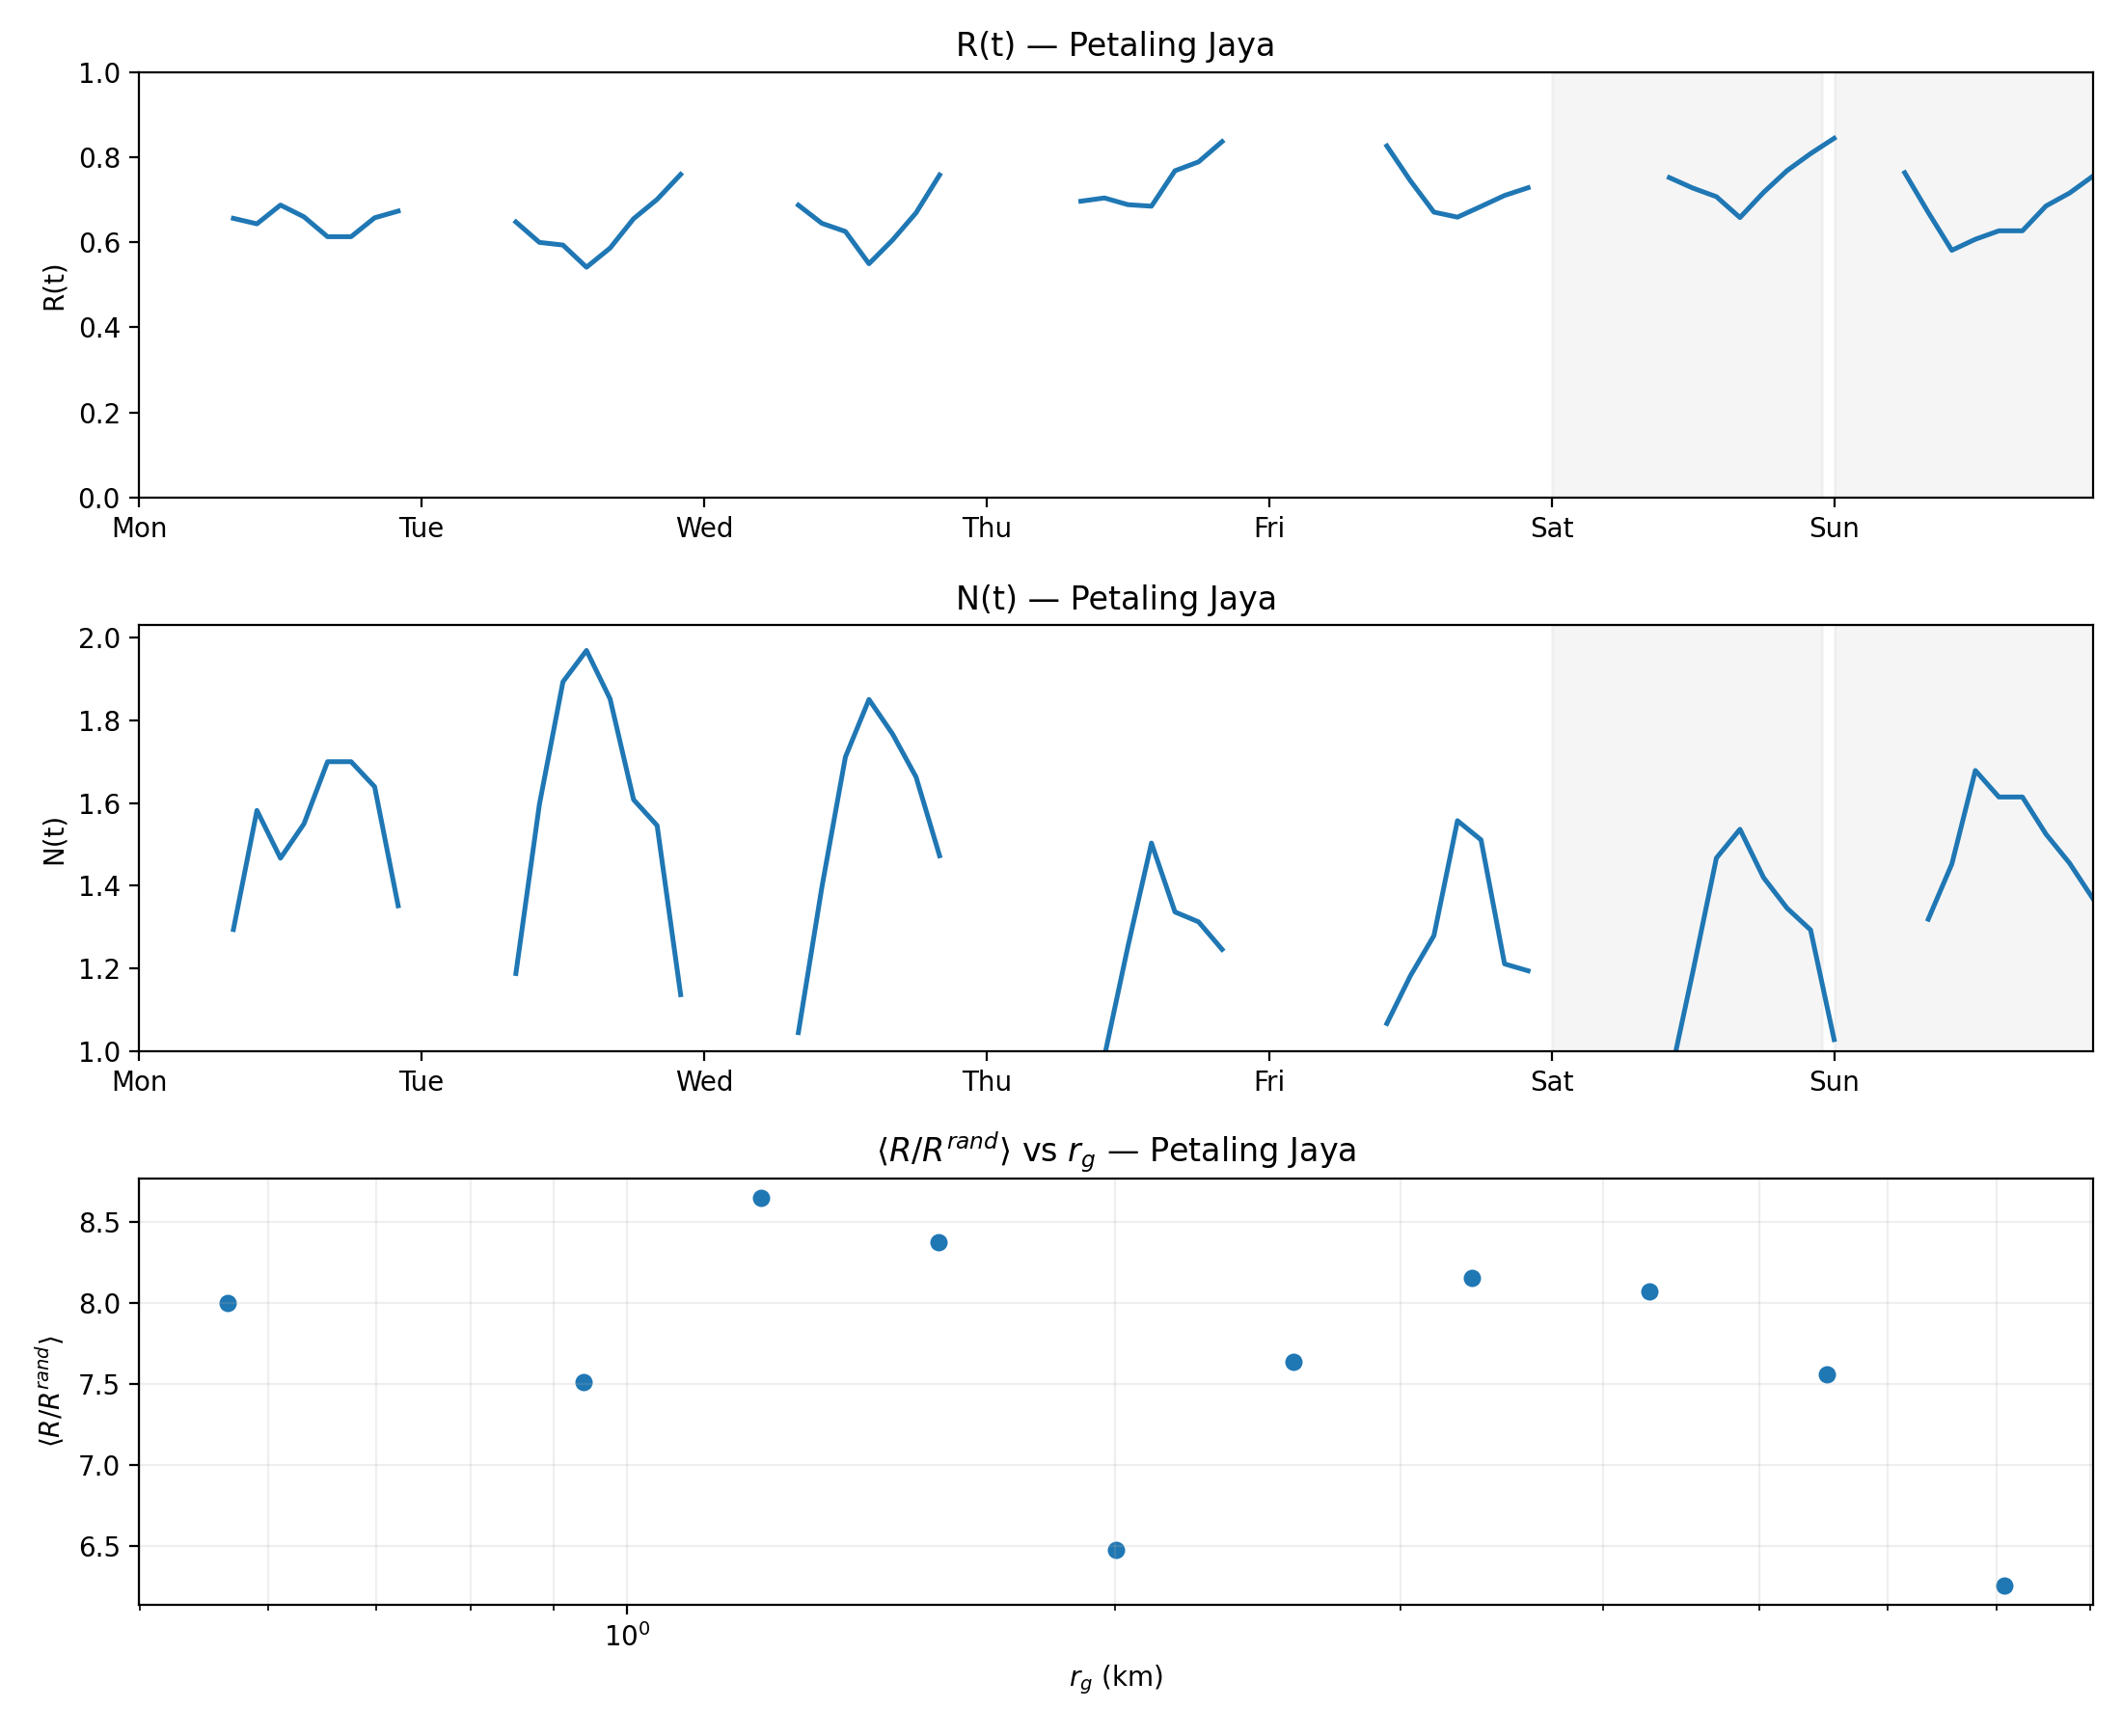 R(t) — Petaling Jaya
1.0
0.8
0.6
0.4
0.2
0.0
R(t)
Mon Tue Wed Thu Fri Sat Sun
N(t) — Petaling Jaya
2.0
1.8
1.6
1.4
1.2
1.0
N(t)
Mon Tue Wed Thu Fri Sat Sun
⟨R/R^{rand}⟩ vs r_g — Petaling Jaya
8.5
8.0
7.5
7.0
6.5
⟨R/R^{rand}⟩
10^0
r_g (km)